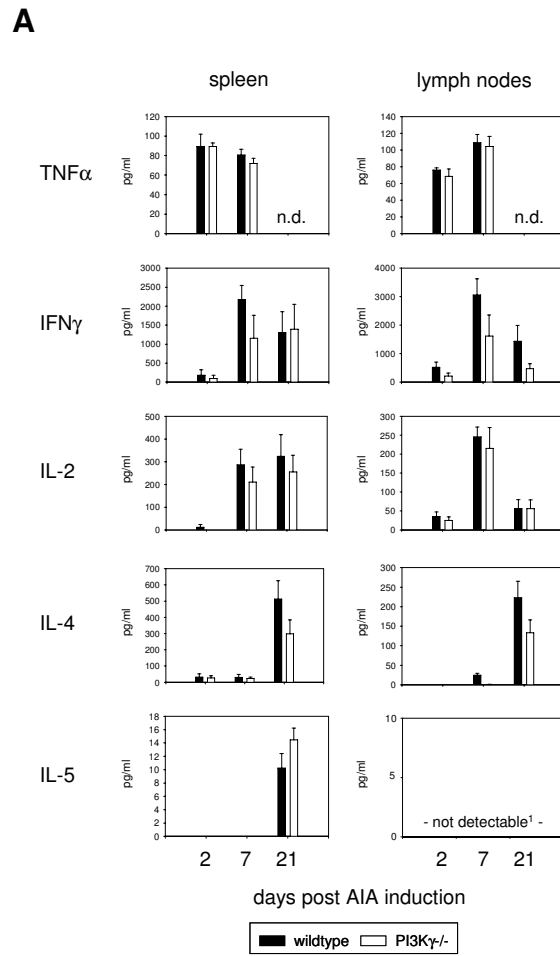 A
spleen
lymph nodes
TNFα
pg/ml
120
100
80
60
40
20
0
n.d.
pg/ml
140
120
100
80
60
40
20
0
n.d.
IFNγ
pg/ml
3000
2500
2000
1500
1000
500
0
pg/ml
4000
3000
2000
1000
0
IL-2
pg/ml
500
400
300
200
100
0
pg/ml
300
250
200
150
100
50
0
IL-4
pg/ml
700
600
500
400
300
200
100
0
pg/ml
300
250
200
150
100
50
0
IL-5
pg/ml
18
16
14
12
10
8
6
4
2
0
pg/ml
10
5
0
- not detectable¹ -
2 7 21
2 7 21
days post AIA induction
wildtype PI3Kγ-/-